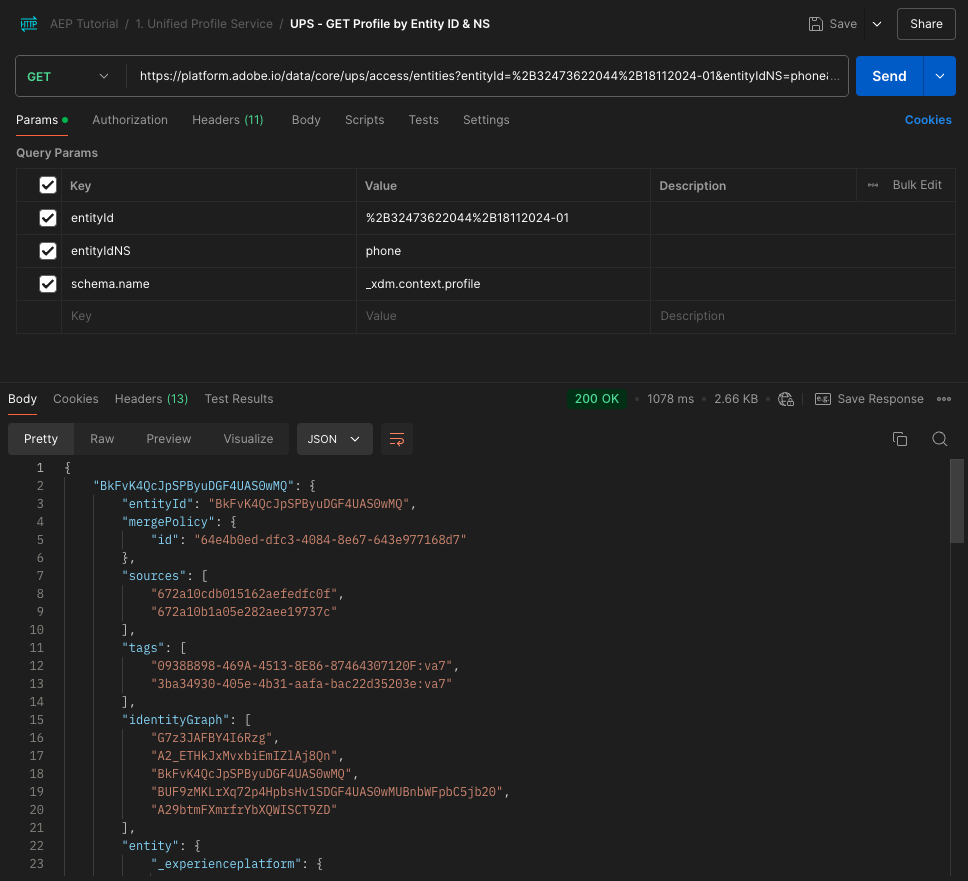 HTTP AEP Tutorial / 1. Unified Profile Service / UPS - GET Profile by Entity ID & NS Save Share
GET https://platform.adobe.io/data/core/ups/access/entities?entityId=%2B32473622044%2B18112024-01&entityIdNS=phone&... Send
Params Authorization Headers (11) Body Scripts Tests Settings Cookies
Query Params
Key Value Description Bulk Edit
entityId %2B32473622044%2B18112024-01
entityIdNS phone
schema.name _xdm.context.profile
Key Value Description
Body Cookies Headers (13) Test Results 200 OK 1078 ms 2.66 KB e.g. Save Response
Pretty Raw Preview Visualize JSON
1 {
2 "BkFvK4QcJpSPByuDGF4UAS0wMQ": {
3 "entityId": "BkFvK4QcJpSPByuDGF4UAS0wMQ",
4 "mergePolicy": {
5 "id": "64e4b0ed-dfc3-4084-8e67-643e977168d7"
6 },
7 "sources": [
8 "672a10cdb015162aefedfc0f",
9 "672a10b1a05e282aee19737c"
10 ],
11 "tags": [
12 "0938B898-469A-4513-8E86-87464307120F:va7",
13 "3ba34930-405e-4b31-aafa-bac22d35203e:va7"
14 ],
15 "identityGraph": [
16 "G7z3JAFBY4I6Rzg",
17 "A2_ETHkJxMvxbiEmIZlAj8Qn",
18 "BkFvK4QcJpSPByuDGF4UAS0wMQ",
19 "BUF9zMKLrXq72p4HpbsHv1SDGF4UAS0wMUBnbWFpbC5jb20",
20 "A29btmFXmrfrYbXQWISCT9ZD"
21 ],
22 "entity": {
23 "_experienceplatform": {